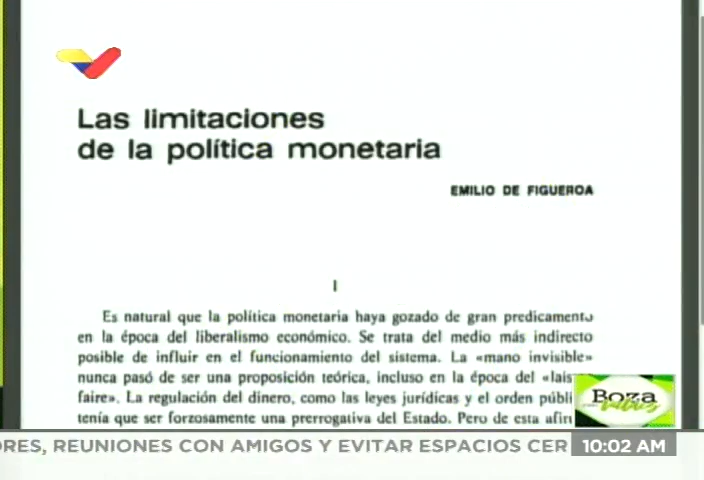 Las limitaciones
de la política monetaria
EMILIO DE FIGUEROA
I
Es natural que la política monetaria haya gozado de gran predicamento
en la época del liberalismo económico. Se trata del medio más indirecto
posible de influir en el funcionamiento del sistema. La «mano invisible»
nunca pasó de ser una proposición teórica, incluso en la época del «lais
faire». La regulación del dinero, como las leyes jurídicas y el orden públi
tenía que ser forzosamente una prerrogativa del Estado. Pero de esta afir
Boza
ORES, REUNIONES CON AMIGOS Y EVITAR ESPACIOS CER
10:02 AM